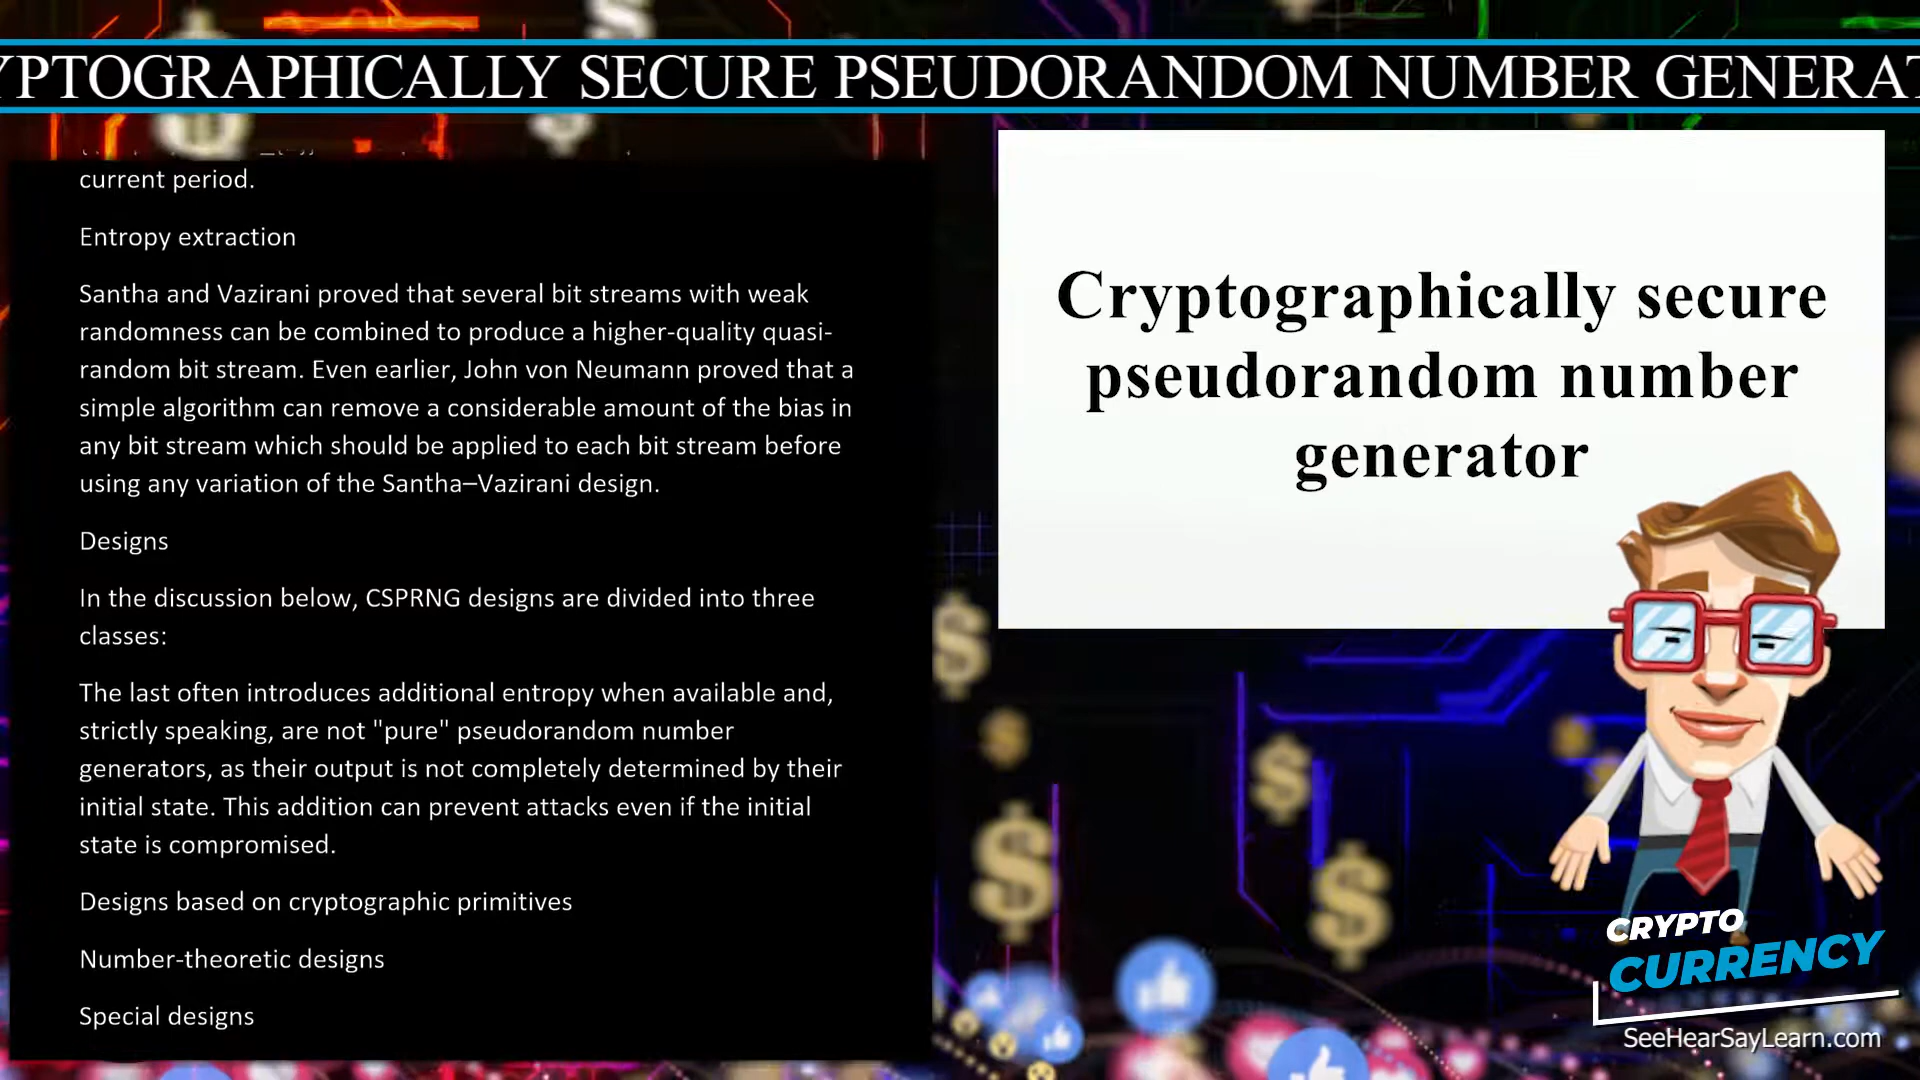 YPTOGRAPHICALLY SECURE PSEUDORANDOM NUMBER GENERAT
current period.
Entropy extraction
Santha and Vazirani proved that several bit streams with weak
randomness can be combined to produce a higher-quality quasi-
random bit stream. Even earlier, John von Neumann proved that a
simple algorithm can remove a considerable amount of the bias in
any bit stream which should be applied to each bit stream before
using any variation of the Santha–Vazirani design.
Designs
In the discussion below, CSPRNG designs are divided into three
classes:
The last often introduces additional entropy when available and,
strictly speaking, are not "pure" pseudorandom number
generators, as their output is not completely determined by their
initial state. This addition can prevent attacks even if the initial
state is compromised.
Designs based on cryptographic primitives
Number-theoretic designs
Special designs
Cryptographically secure
pseudorandom number
generator
CRYPTO
CURRENCY
SeeHearSayLearn.com